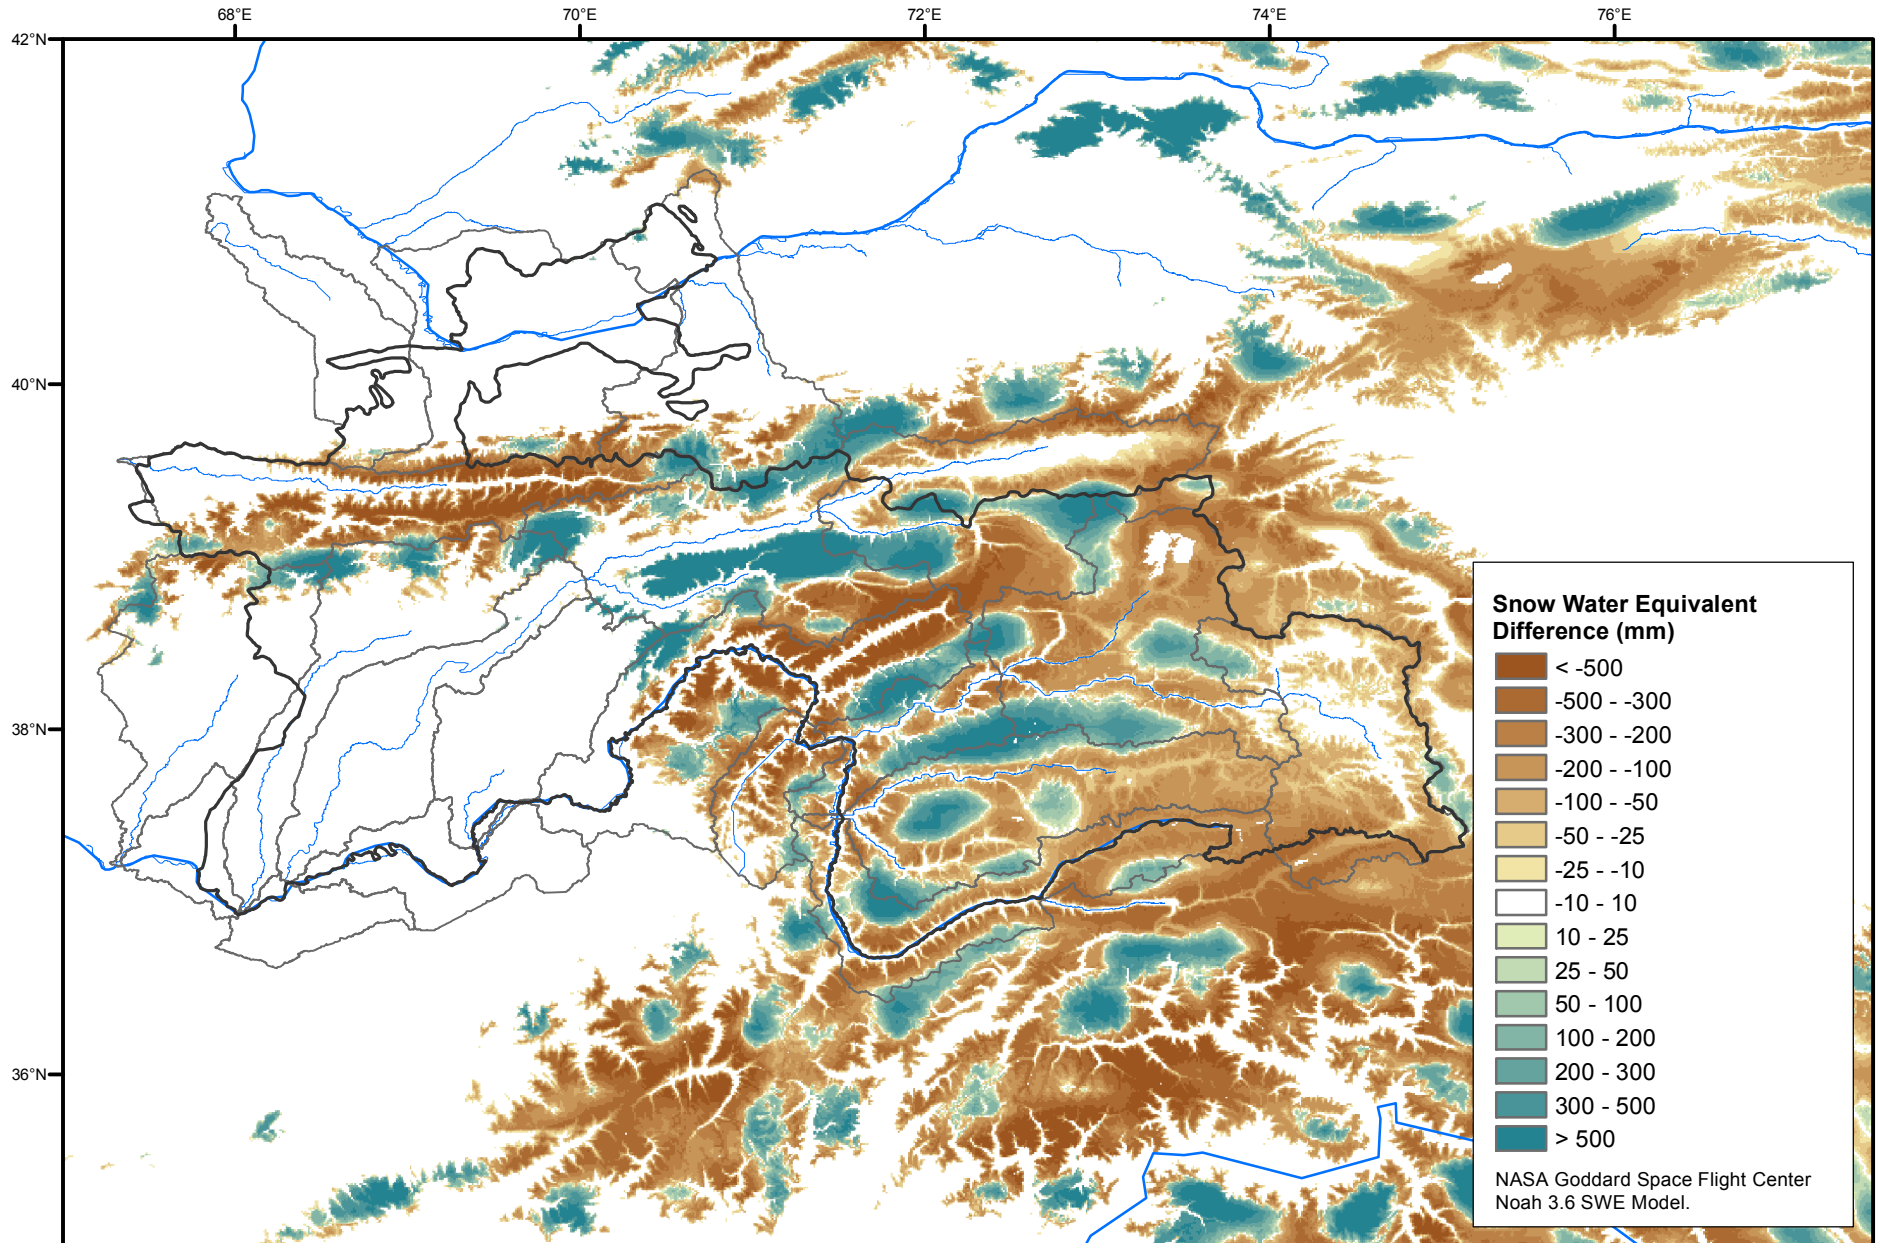 68°E 70°E 72°E 74°E 76°E
42°N
40°N
38°N
36°N
Snow Water Equivalent
Difference (mm)
< -500
-500 - -300
-300 - -200
-200 - -100
-100 - -50
-50 - -25
-25 - -10
-10 - 10
10 - 25
25 - 50
50 - 100
100 - 200
200 - 300
300 - 500
> 500
NASA Goddard Space Flight Center
Noah 3.6 SWE Model.